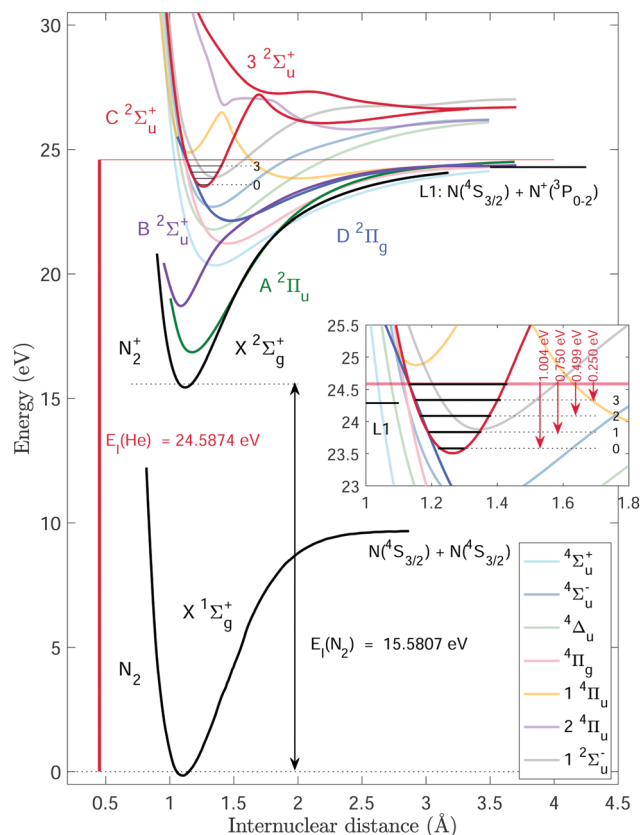 30
25
20
15
10
5
0
Energy (eV)
0.5 1 1.5 2 2.5 3 3.5 4 4.5
Internuclear distance (Å)
3 ²Σᵤ⁺
C ²Σᵤ⁺
3
0
L1: N(⁴S₃/₂) + N⁺(³P₀₋₂)
B ²Σᵤ⁺
D ²Πg
A ²Πᵤ
N₂⁺
X ²Σg⁺
E_I(He) = 24.5874 eV
N(⁴S₃/₂) + N(⁴S₃/₂)
X ¹Σg⁺
E_I(N₂) = 15.5807 eV
N₂
25.5
25
24.5
24
23.5
23
1 1.2 1.4 1.6 1.8
L1
1.004 eV
0.750 eV
0.499 eV
0.250 eV
3
2
1
0
⁴Σᵤ⁺
⁴Σᵤ⁻
⁴Δᵤ
⁴Πg
1 ⁴Πᵤ
2 ⁴Πᵤ
1 ²Σᵤ⁻